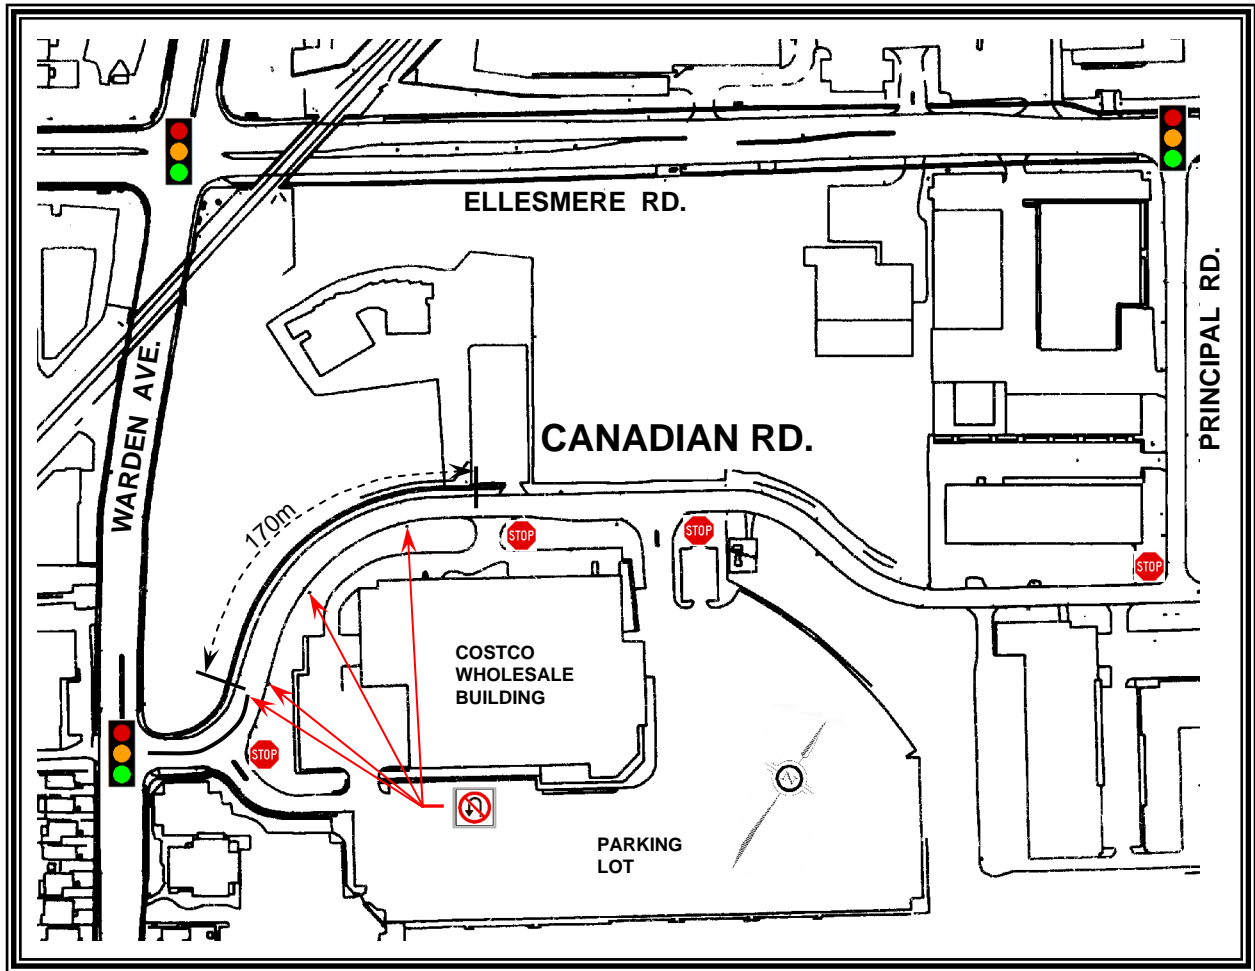 ELLESMERE RD.
PRINCIPAL RD.
WARDEN AVE.
CANADIAN RD.
170m
STOP
STOP
STOP
STOP
COSTCO
WHOLESALE
BUILDING
PARKING
LOT